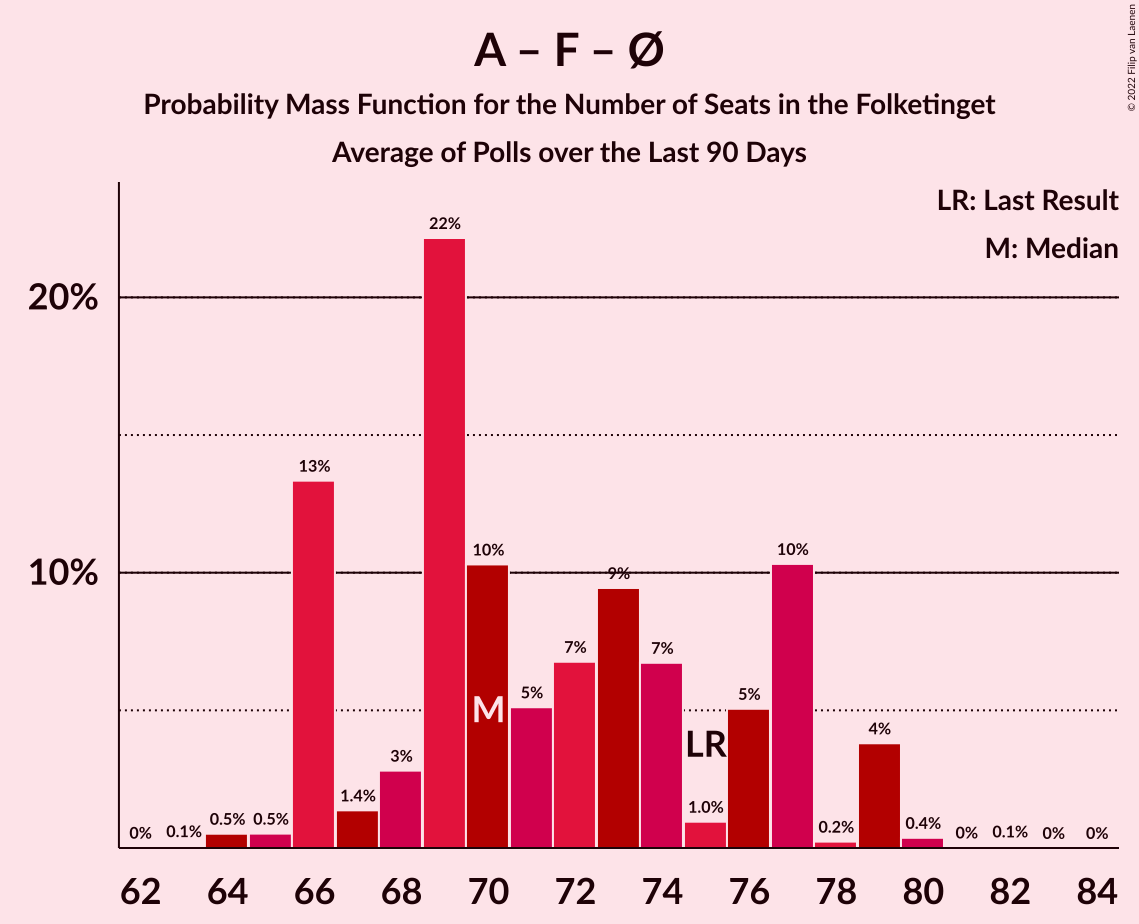 A – F – Ø
Probability Mass Function for the Number of Seats in the Folketinget
Average of Polls over the Last 90 Days
© 2022 Filip van Laenen
LR: Last Result
M: Median
22%
20%
13%
10%
10%
10%
9%
7%
7%
5%
M
5%
LR
3%
4%
1.4%
1.0%
0% 0.1% 0.5% 0.5% 0.2% 0.4% 0% 0.1% 0% 0%
62 64 66 68 70 72 74 76 78 80 82 84